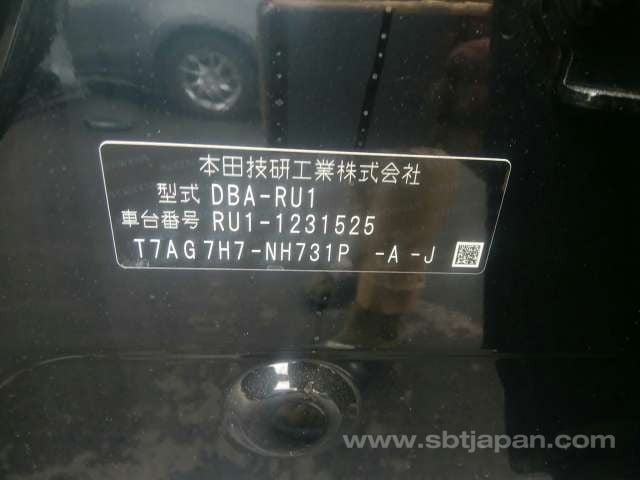 本田技研工業株式会社
型式 DBA-RU1
車台番号 RU1-1231525
T7AG7H7-NH731P -A-J
www.sbtjapan.com